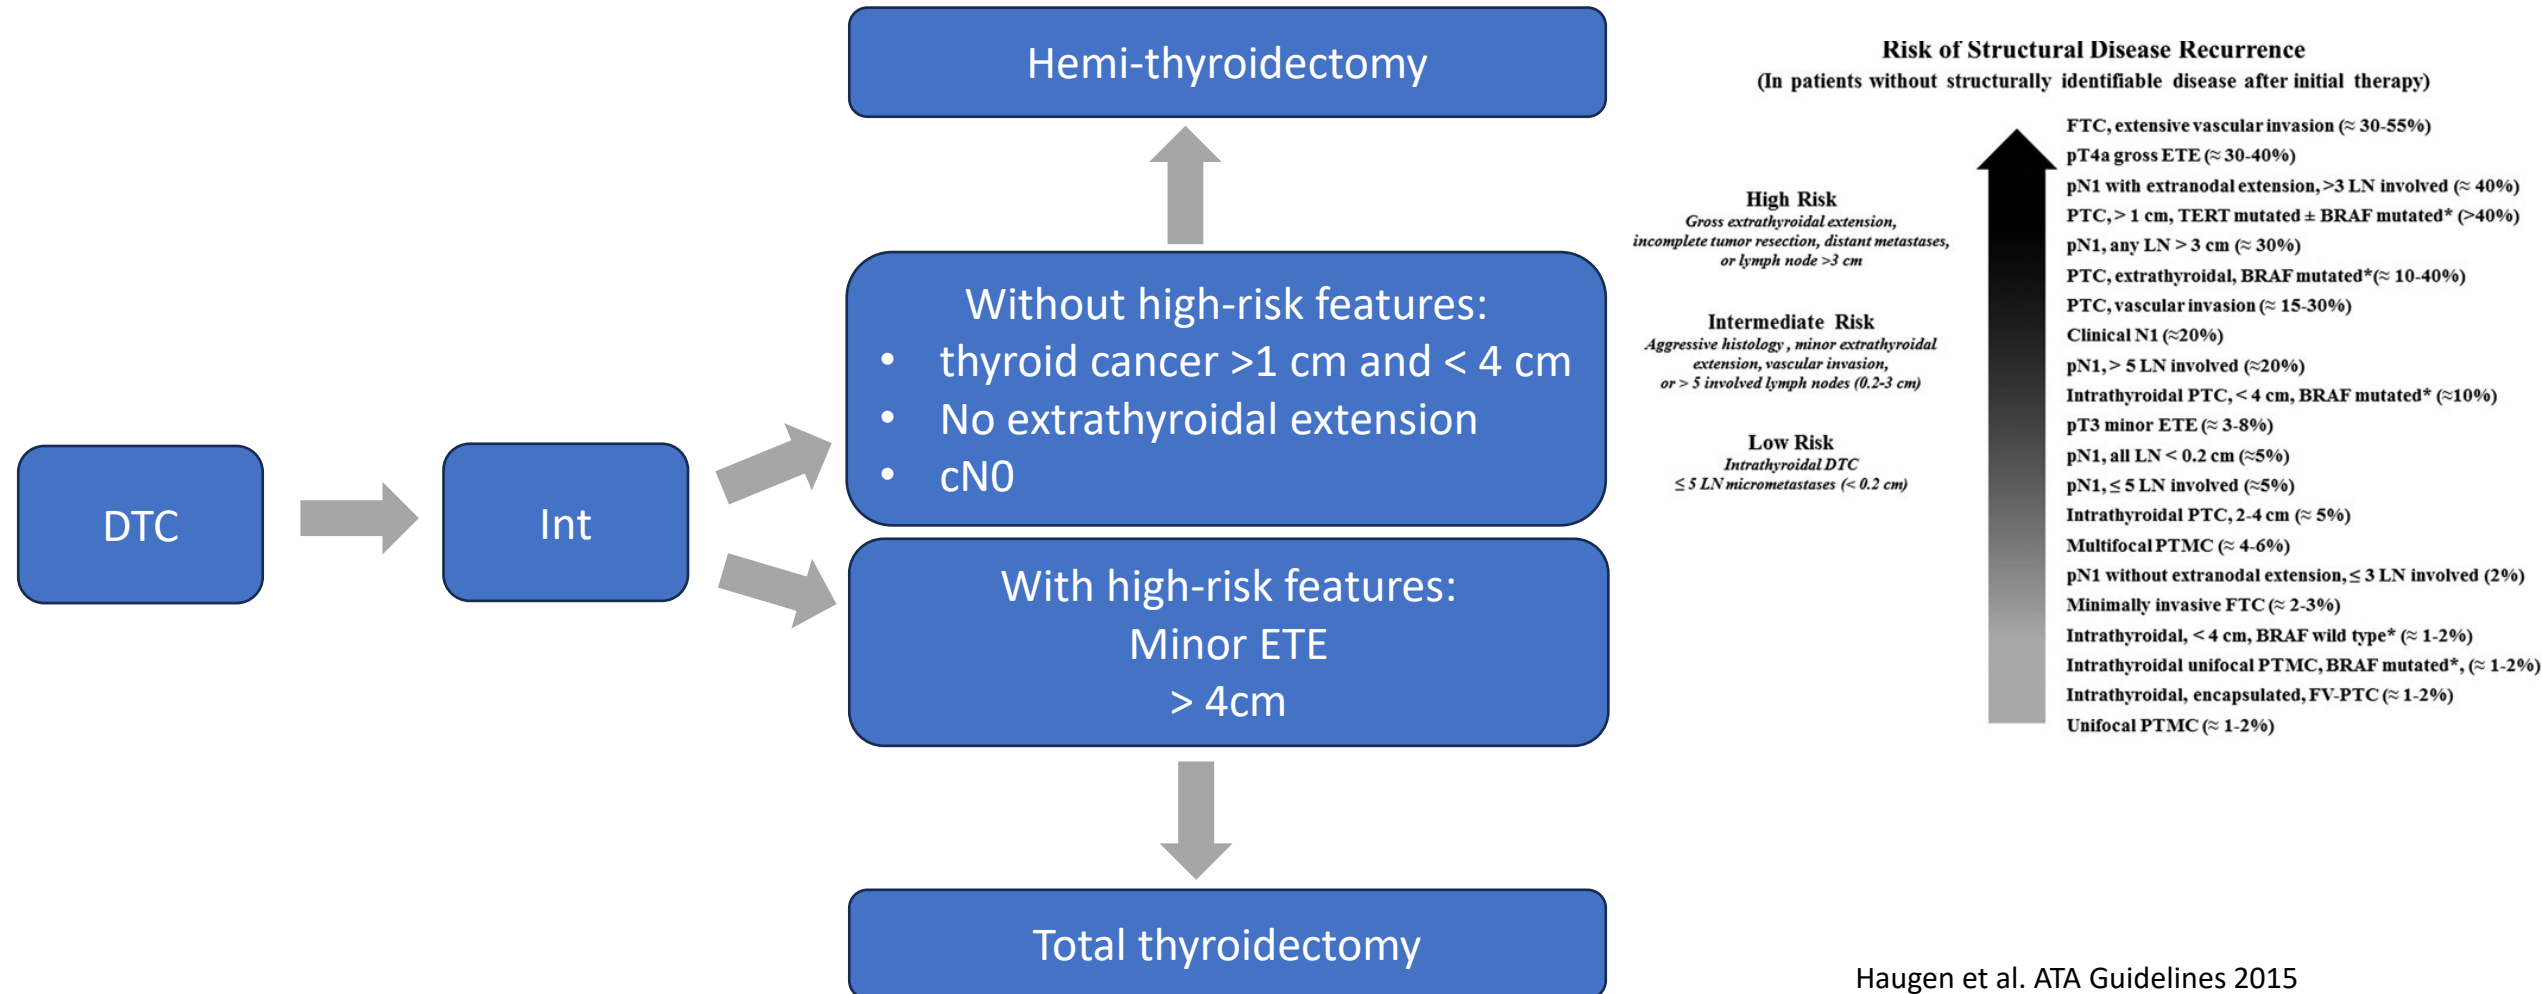 DTC
Int
Hemi-thyroidectomy
Without high-risk features:
• thyroid cancer >1 cm and < 4 cm
• No extrathyroidal extension
• cN0
With high-risk features:
Minor ETE
> 4cm
Total thyroidectomy
Risk of Structural Disease Recurrence
(In patients without structurally identifiable disease after initial therapy)
High Risk
Gross extrathyroidal extension,
incomplete tumor resection, distant metastases,
or lymph node >3 cm
Intermediate Risk
Aggressive histology , minor extrathyroidal
extension, vascular invasion,
or > 5 involved lymph nodes (0.2-3 cm)
Low Risk
Intrathyroidal DTC
≤ 5 LN micrometastases (< 0.2 cm)
FTC, extensive vascular invasion (≈ 30-55%)
pT4a gross ETE (≈ 30-40%)
pN1 with extranodal extension, >3 LN involved (≈ 40%)
PTC, > 1 cm, TERT mutated ± BRAF mutated* (>40%)
pN1, any LN > 3 cm (≈ 30%)
PTC, extrathyroidal, BRAF mutated*(≈ 10-40%)
PTC, vascular invasion (≈ 15-30%)
Clinical N1 (≈20%)
pN1, > 5 LN involved (≈20%)
Intrathyroidal PTC, < 4 cm, BRAF mutated* (≈10%)
pT3 minor ETE (≈ 3-8%)
pN1, all LN < 0.2 cm (≈5%)
pN1, ≤ 5 LN involved (≈5%)
Intrathyroidal PTC, 2-4 cm (≈ 5%)
Multifocal PTMC (≈ 4-6%)
pN1 without extranodal extension, ≤ 3 LN involved (2%)
Minimally invasive FTC (≈ 2-3%)
Intrathyroidal, < 4 cm, BRAF wild type* (≈ 1-2%)
Intrathyroidal unifocal PTMC, BRAF mutated*, (≈ 1-2%)
Intrathyroidal, encapsulated, FV-PTC (≈ 1-2%)
Unifocal PTMC (≈ 1-2%)
Haugen et al. ATA Guidelines 2015